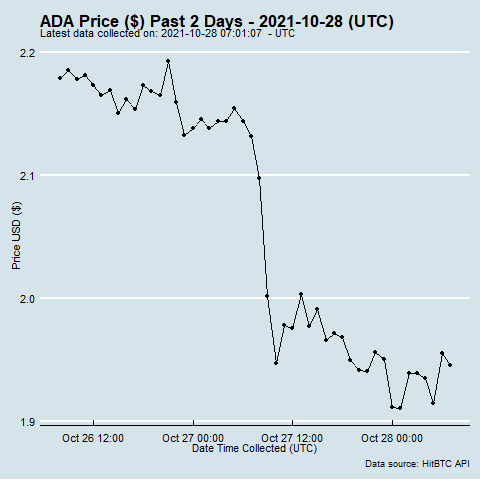 ADA Price ($) Past 2 Days - 2021-10-28 (UTC)
Latest data collected on: 2021-10-28 07:01:07 - UTC
2.2
2.1
2.0
1.9
Price USD ($)
Oct 26 12:00 Oct 27 00:00 Oct 27 12:00 Oct 28 00:00
Date Time Collected (UTC)
Data source: HitBTC API